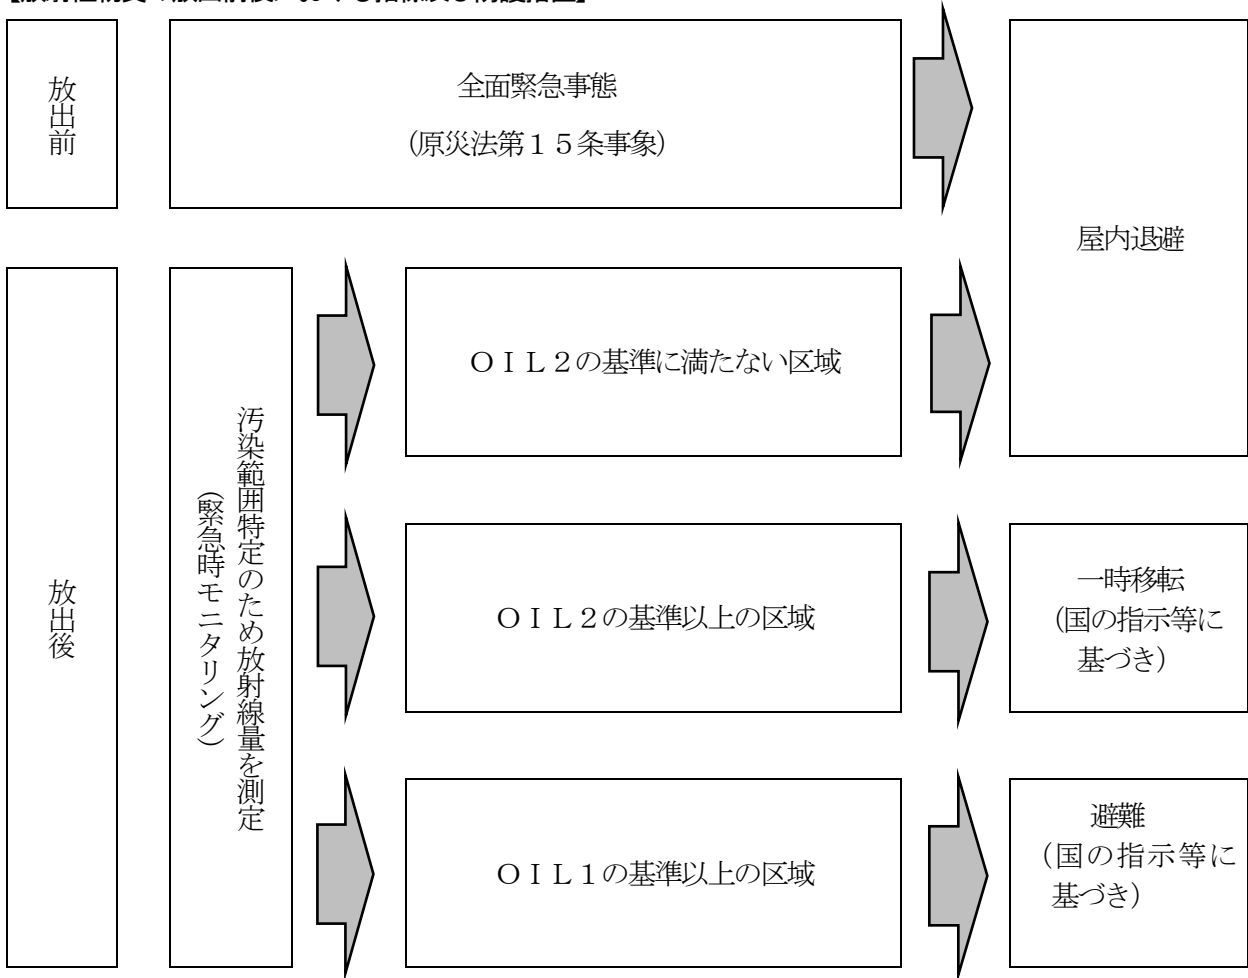 放出前
全面緊急事態
(原災法第１５条事象)
屋内退避
放出後
汚染範囲特定のため放射線量を測定
(緊急時モニタリング)
ＯＩＬ２の基準に満たない区域
ＯＩＬ２の基準以上の区域
一時移転
(国の指示等に
基づき)
ＯＩＬ１の基準以上の区域
避難
(国の指示等に
基づき)